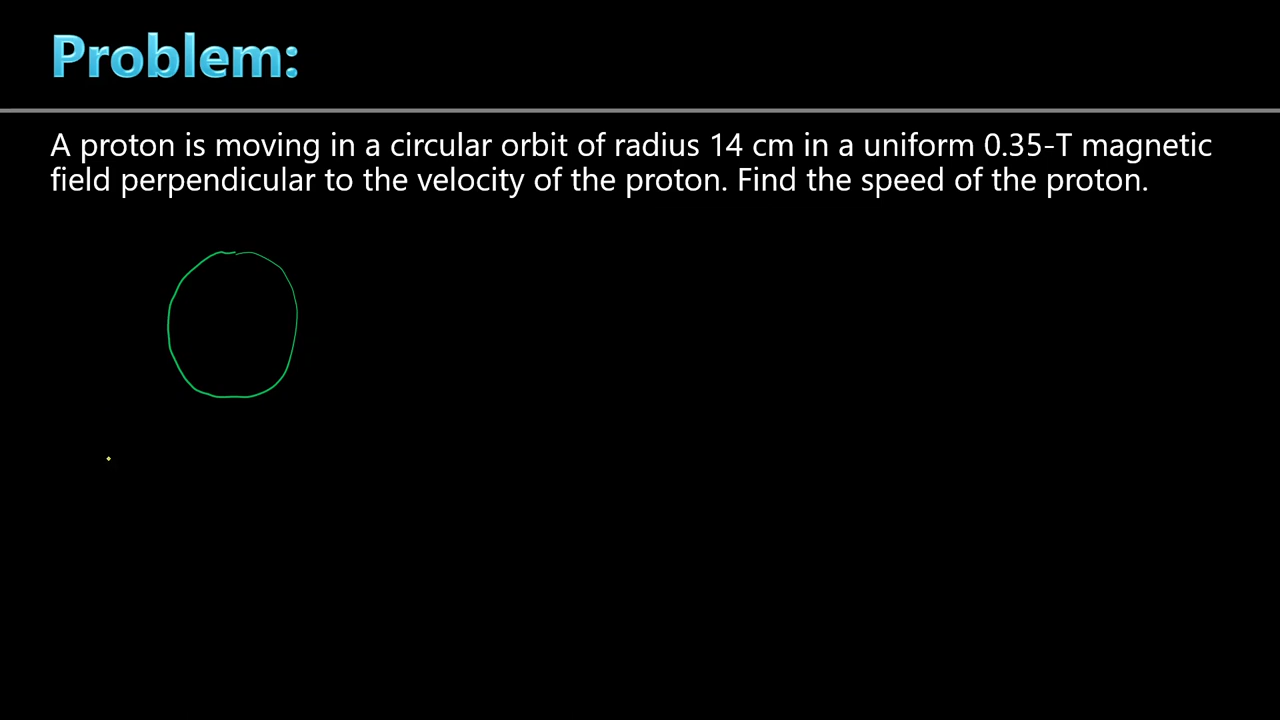 Problem:
A proton is moving in a circular orbit of radius 14 cm in a uniform 0.35-T magnetic
field perpendicular to the velocity of the proton. Find the speed of the proton.